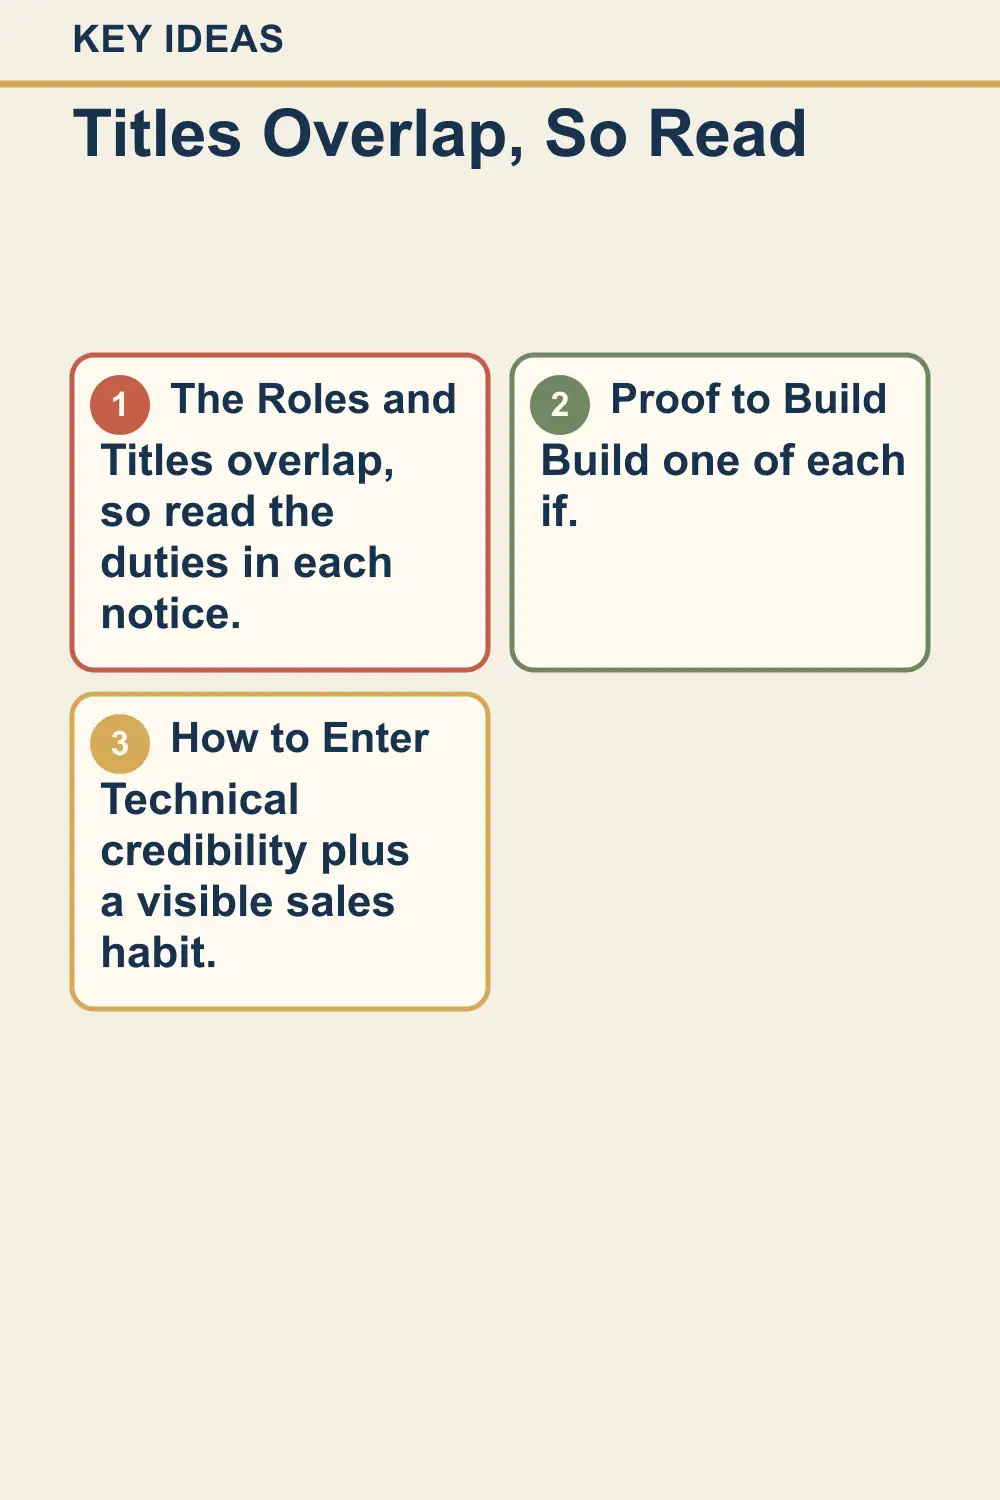 KEY IDEAS
Titles Overlap, So Read
1 The Roles and
Titles overlap,
so read the
duties in each
notice.
2 Proof to Build
Build one of each
if.
3 How to Enter
Technical
credibility plus
a visible sales
habit.